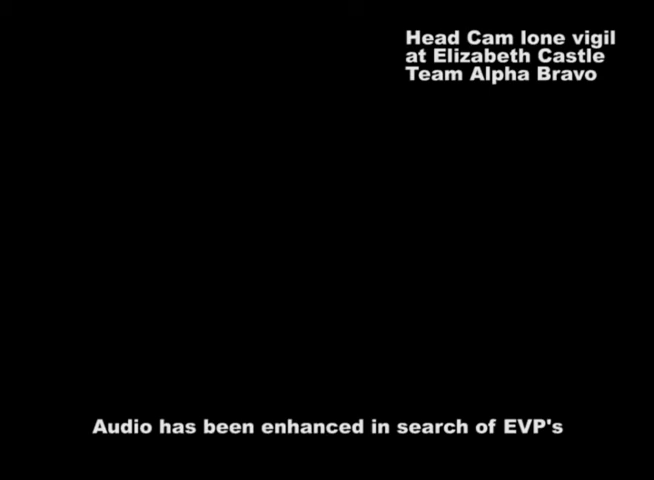 Head Cam lone vigil
at Elizabeth Castle
Team Alpha Bravo
Audio has been enhanced in search of EVP's